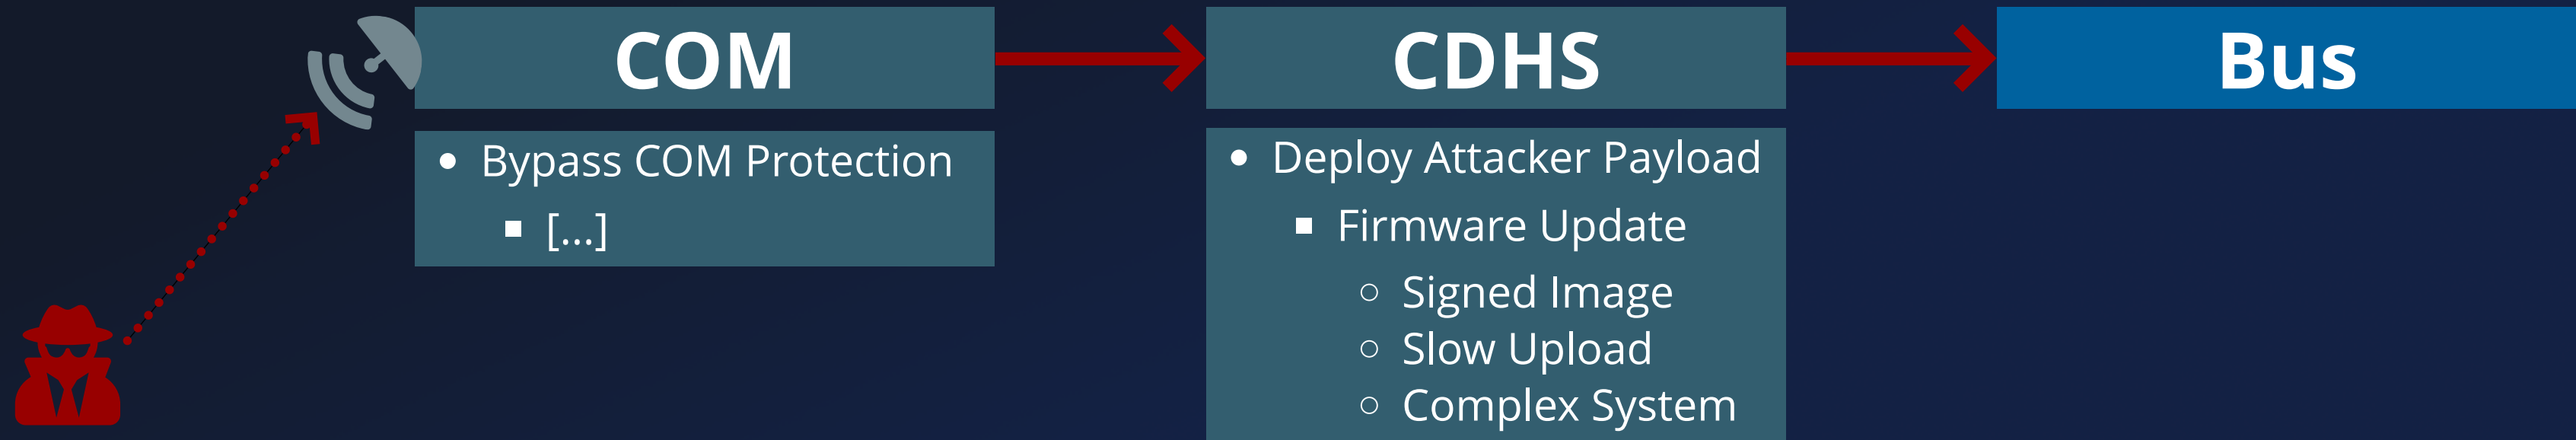 COM
Bypass COM Protection
[...]
CDHS
Deploy Attacker Payload
Firmware Update
Signed Image
Slow Upload
Complex System
Bus